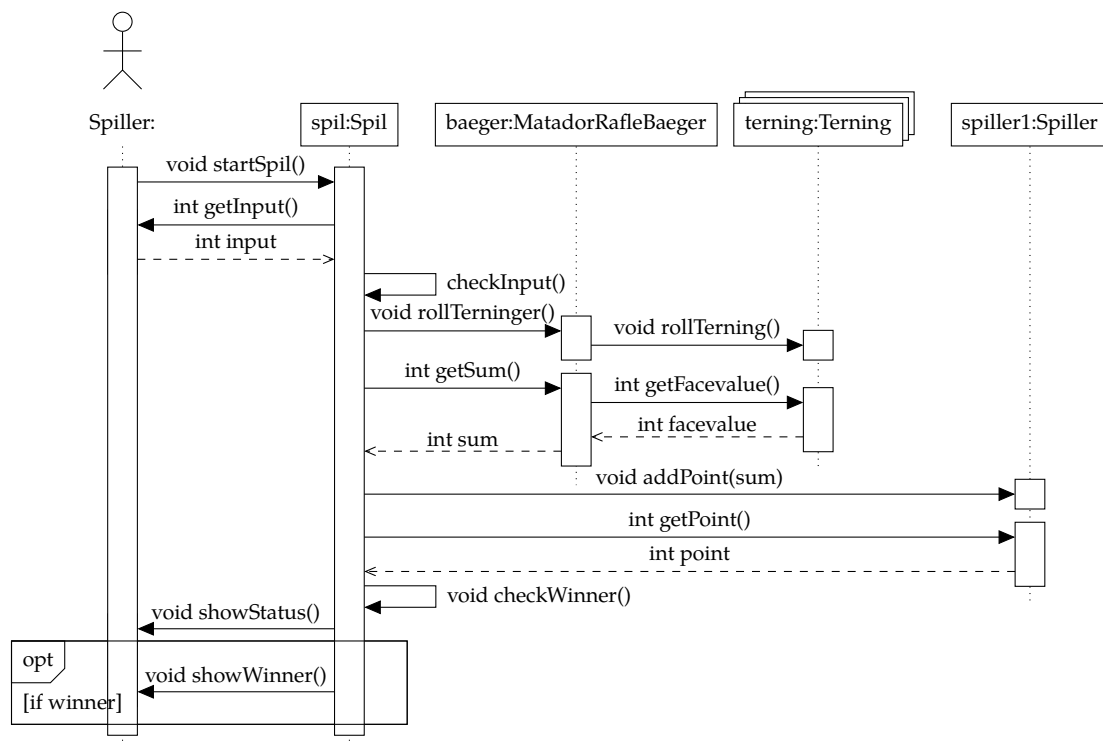 Spiller:
spil:Spil
baeger:MatadorRafleBaeger
terning:Terning
spiller1:Spiller
void startSpil()
int getInput()
int input
checkInput()
void rollTerninger()
void rollTerning()
int getSum()
int getFacevalue()
int facevalue
int sum
void addPoint(sum)
int getPoint()
int point
void checkWinner()
void showStatus()
opt
void showWinner()
[if winner]